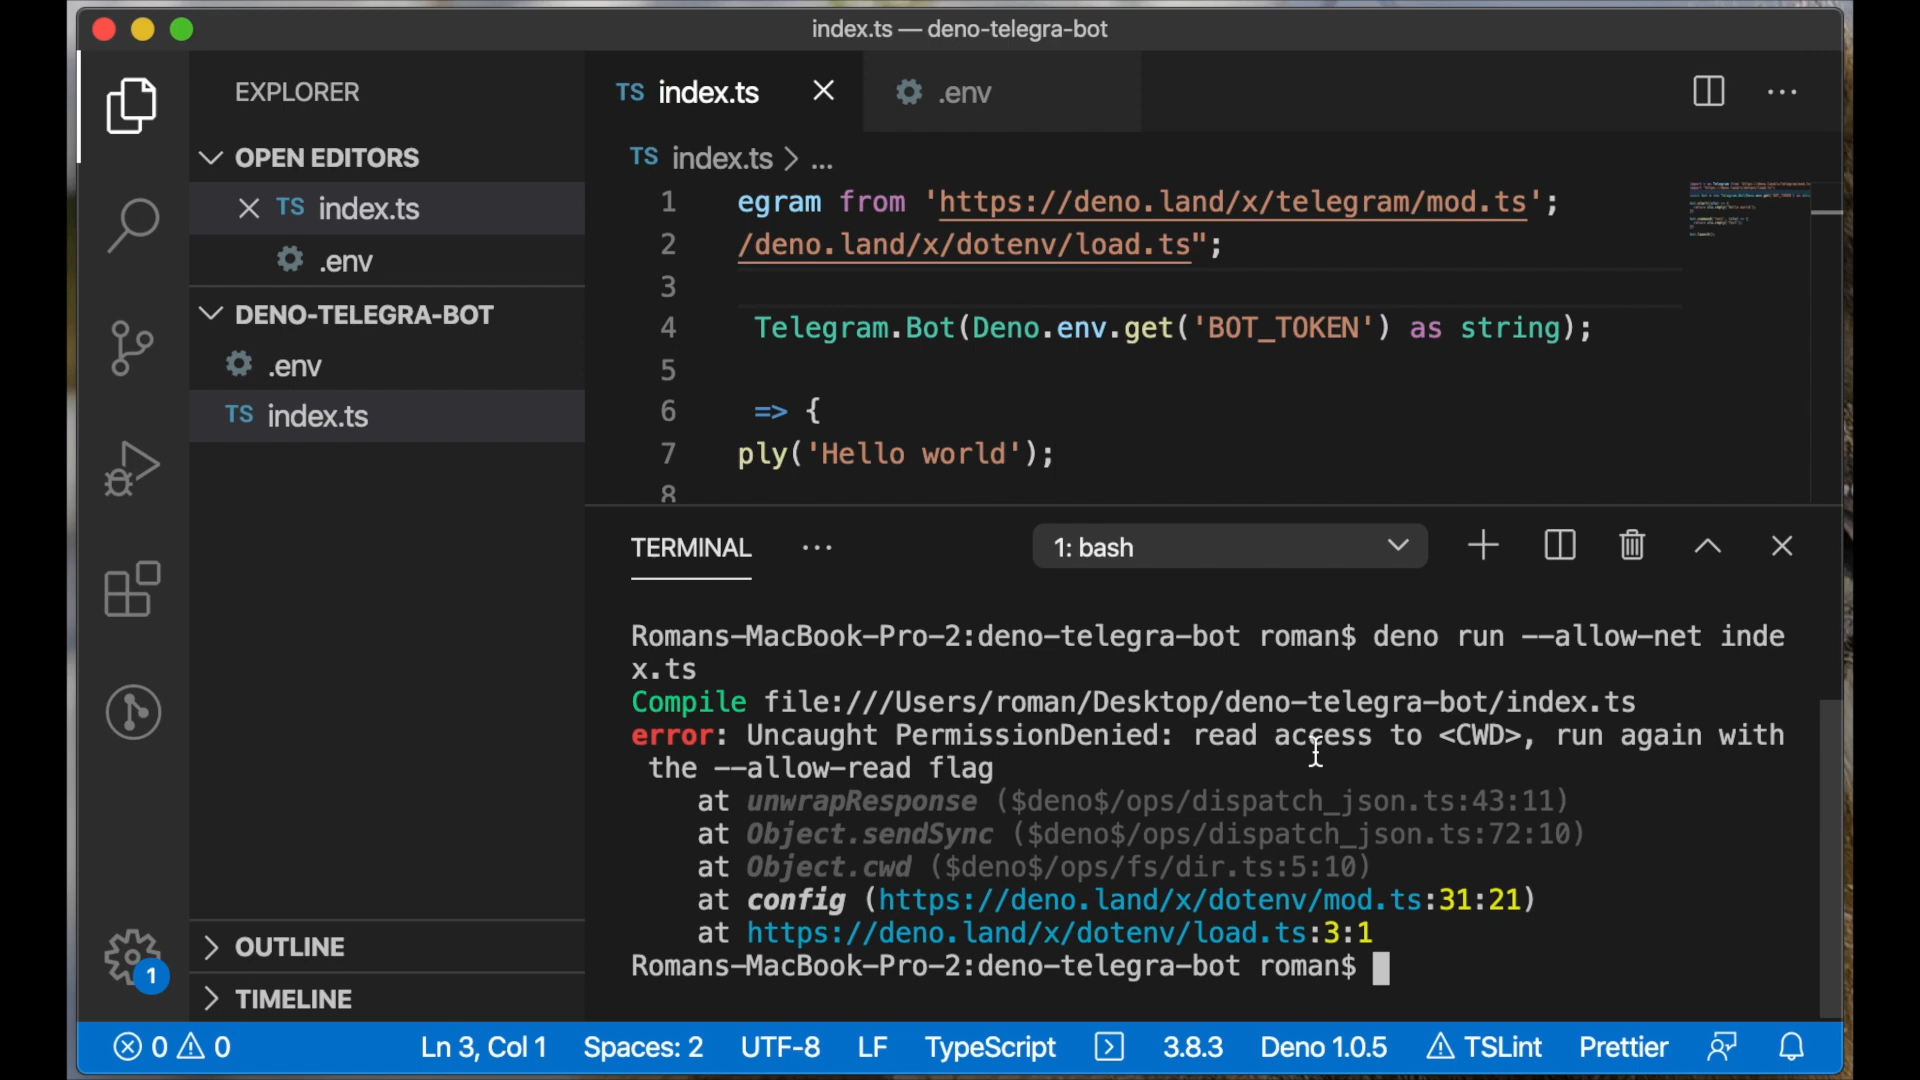 index.ts — deno-telegra-bot
EXPLORER
OPEN EDITORS
TS index.ts
.env
DENO-TELEGRA-BOT
.env
TS index.ts
OUTLINE
TIMELINE
TS index.ts
.env
TS index.ts > ...
1 egram from 'https://deno.land/x/telegram/mod.ts';
2 /deno.land/x/dotenv/load.ts";
3
4 Telegram.Bot(Deno.env.get('BOT_TOKEN') as string);
5
6 => {
7 ply('Hello world');
8
TERMINAL ... 1: bash
Romans-MacBook-Pro-2:deno-telegra-bot roman$ deno run --allow-net inde
x.ts
Compile file:///Users/roman/Desktop/deno-telegra-bot/index.ts
error: Uncaught PermissionDenied: read access to <CWD>, run again with
the --allow-read flag
at unwrapResponse ($deno$/ops/dispatch_json.ts:43:11)
at Object.sendSync ($deno$/ops/dispatch_json.ts:72:10)
at Object.cwd ($deno$/ops/fs/dir.ts:5:10)
at config (https://deno.land/x/dotenv/mod.ts:31:21)
at https://deno.land/x/dotenv/load.ts:3:1
Romans-MacBook-Pro-2:deno-telegra-bot roman$
1
0 0 Ln 3, Col 1 Spaces: 2 UTF-8 LF TypeScript 3.8.3 Deno 1.0.5 TSLint Prettier